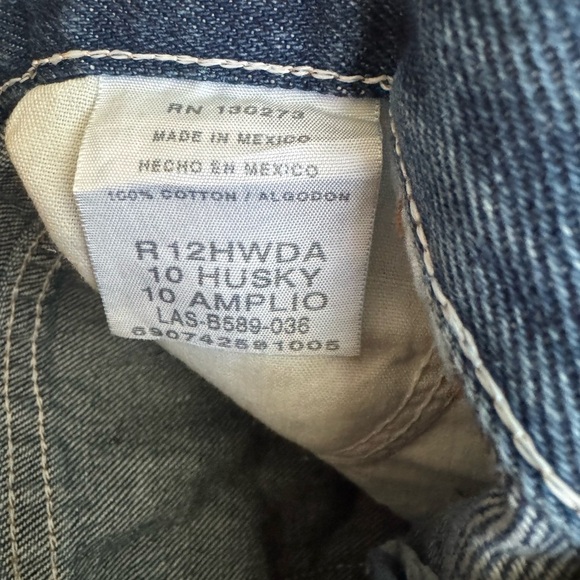 RN 130273
MADE IN MEXICO
HECHO EN MEXICO
100% COTTON / ALGODON
R12HWDA
10 HUSKY
10 AMPLIO
LAS-B589-036
690742591005